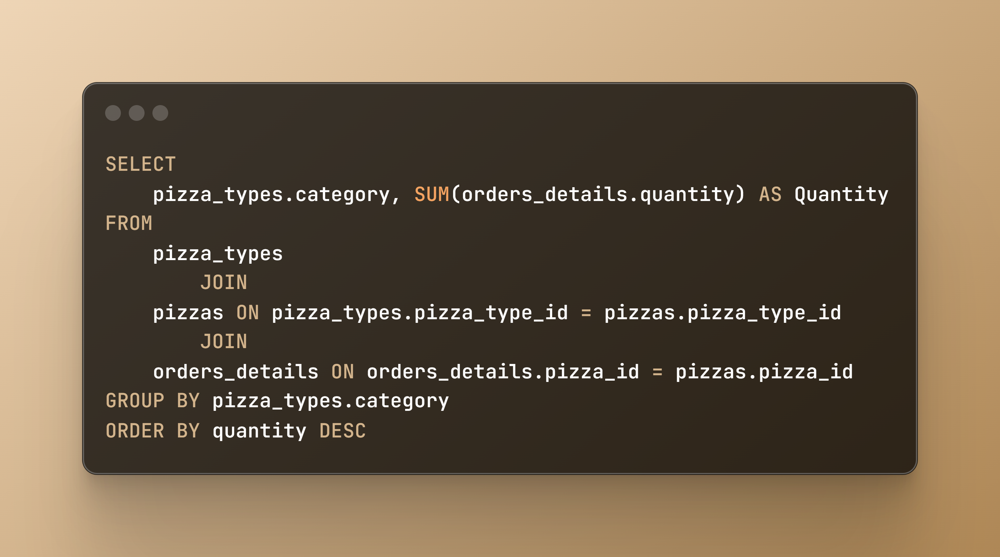 SELECT
    pizza_types.category, SUM(orders_details.quantity) AS Quantity
FROM
    pizza_types
        JOIN
    pizzas ON pizza_types.pizza_type_id = pizzas.pizza_type_id
        JOIN
    orders_details ON orders_details.pizza_id = pizzas.pizza_id
GROUP BY pizza_types.category
ORDER BY quantity DESC